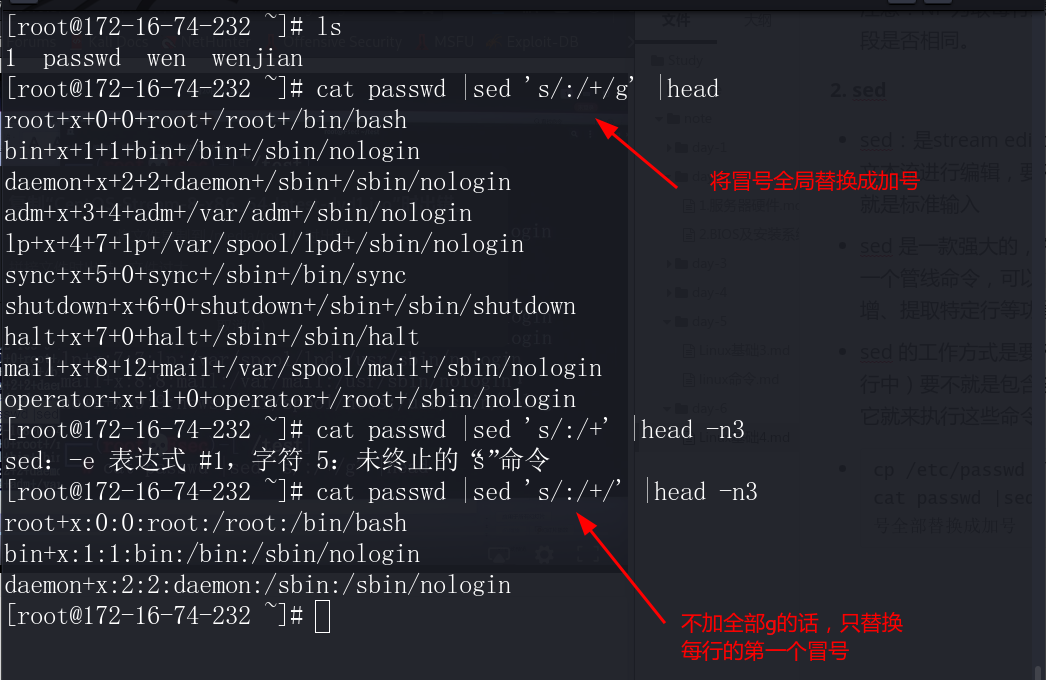 [root@172-16-74-232 ~]# ls
1  passwd  wen  wenjian
[root@172-16-74-232 ~]# cat passwd |sed 's/:/+/g' |head
root+x+0+0+root+/root+/bin/bash
bin+x+1+1+bin+/bin+/sbin/nologin
daemon+x+2+2+daemon+/sbin+/sbin/nologin
adm+x+3+4+adm+/var/adm+/sbin/nologin
lp+x+4+7+lp+/var/spool/lpd+/sbin/nologin
sync+x+5+0+sync+/sbin+/bin/sync
shutdown+x+6+0+shutdown+/sbin+/sbin/shutdown
halt+x+7+0+halt+/sbin+/sbin/halt
mail+x+8+12+mail+/var/spool/mail+/sbin/nologin
operator+x+11+0+operator+/root+/sbin/nologin
[root@172-16-74-232 ~]# cat passwd |sed 's/:/+' |head -n3
sed: -e 表达式 #1, 字符 5: 未终止的“s”命令
[root@172-16-74-232 ~]# cat passwd |sed 's/:/+/' |head -n3
root+x:0:0:root:/root:/bin/bash
bin+x:1:1:bin:/bin:/sbin/nologin
daemon+x:2:2:daemon:/sbin:/sbin/nologin
[root@172-16-74-232 ~]#
将冒号全局替换成加号
不加全部g的话，只替换
每行的第一个冒号
段是否相同。
2. sed
sed：是stream edi
就是标准输入
sed 是一款强大的，
一个管线命令，可以
增、提取特定行等功
sed 的工作方式是要
行中）要不就是包含
它就来执行这些命令
cp /etc/passwd
cat passwd |sed
号全部替换成加号